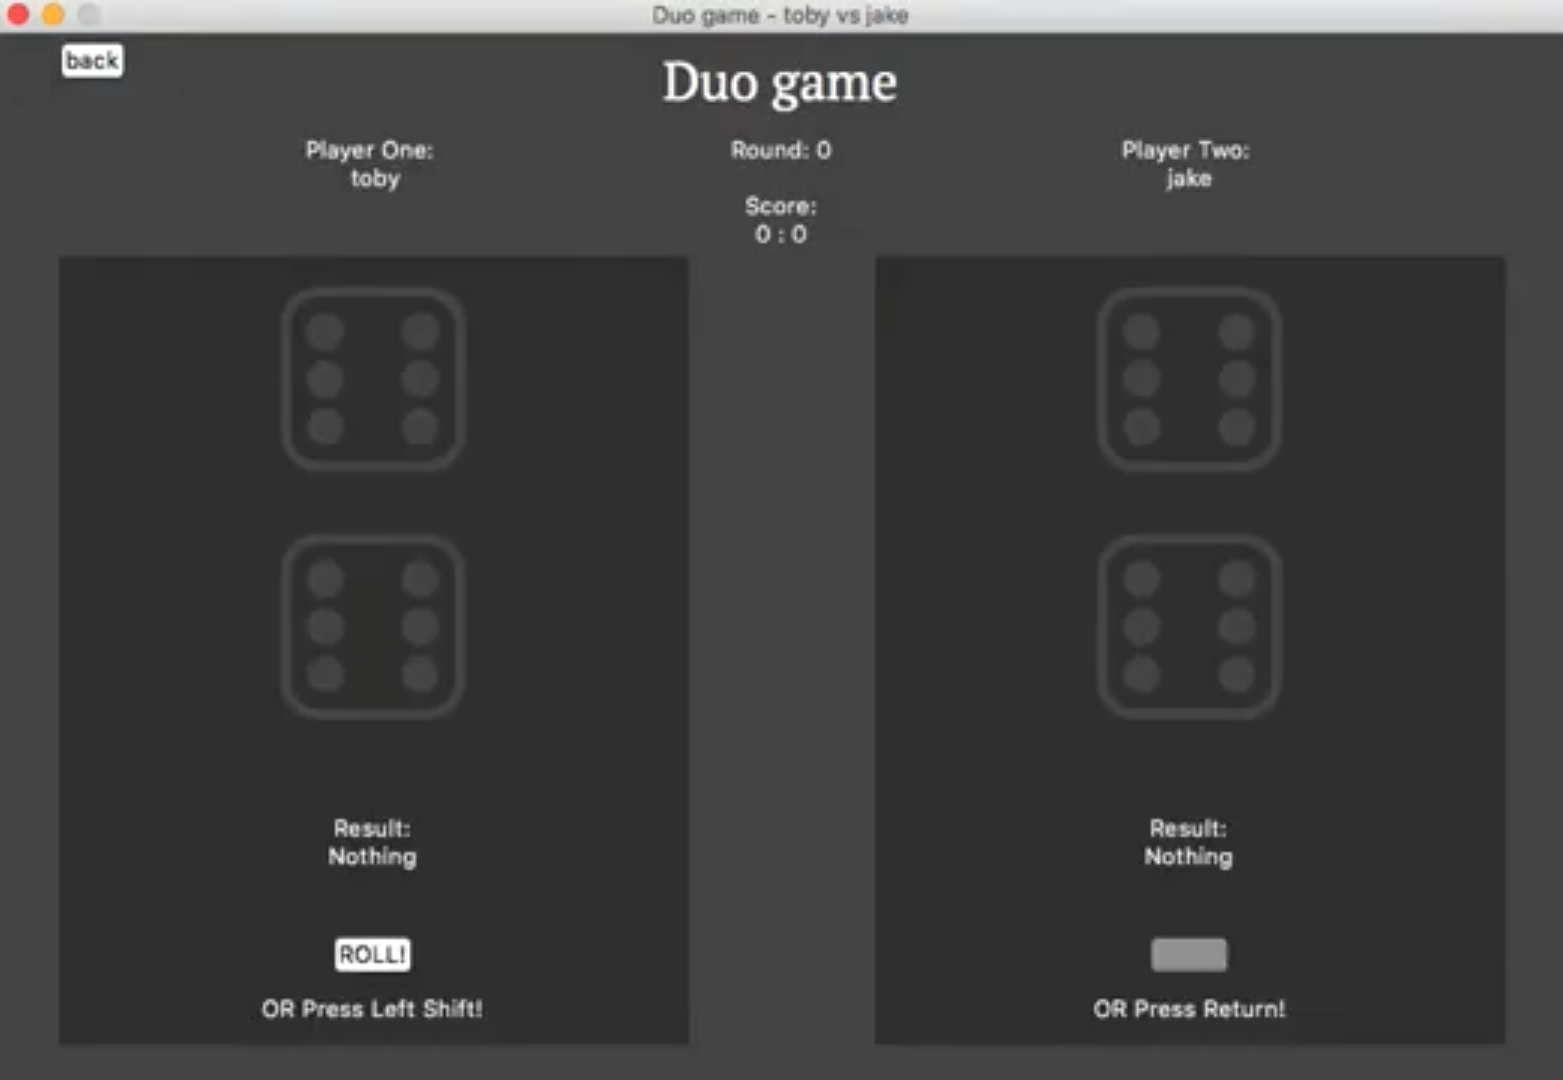 Duo game - toby vs jake
back
Duo game
Player One:
toby
Round: 0
Score:
0 : 0
Player Two:
jake
Result:
Nothing
ROLL!
OR Press Left Shift!
Result:
Nothing
OR Press Return!